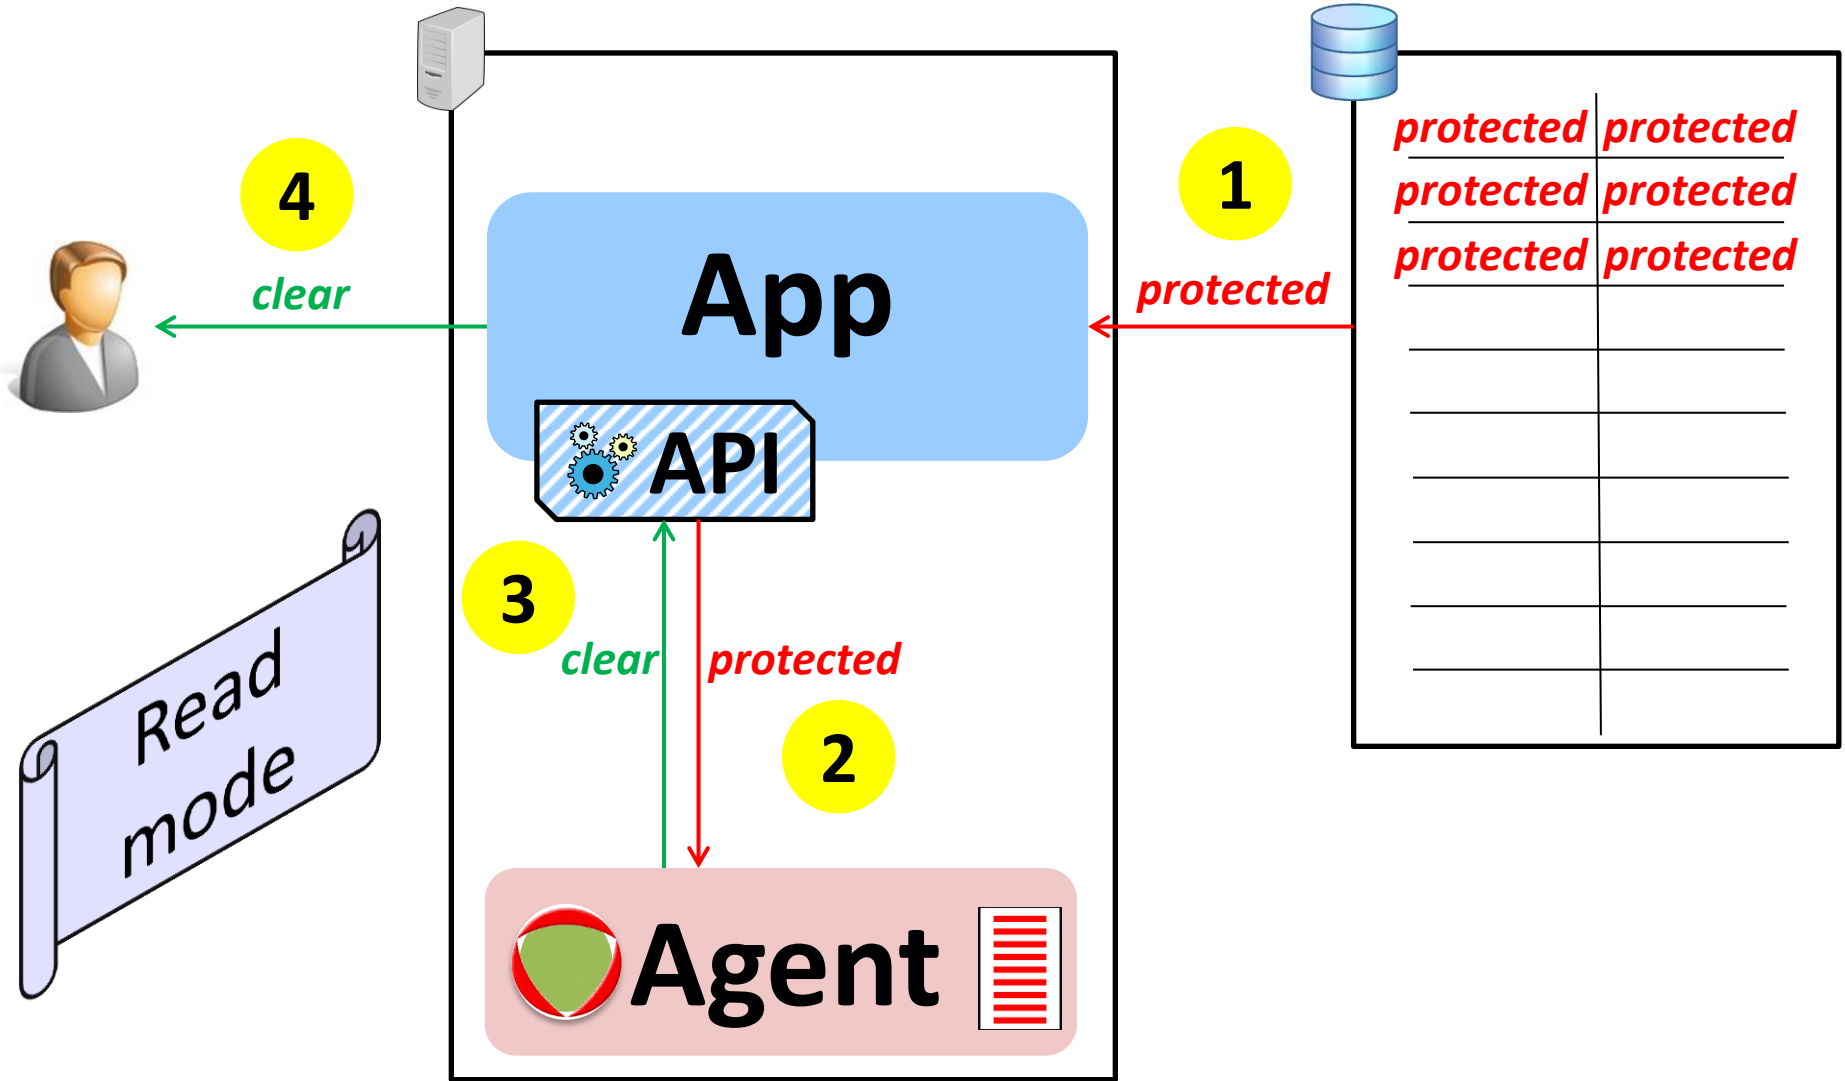 protected protected
protected protected
protected protected
1
protected
4
clear
App
API
3
clear
protected
2
Read
mode
Agent